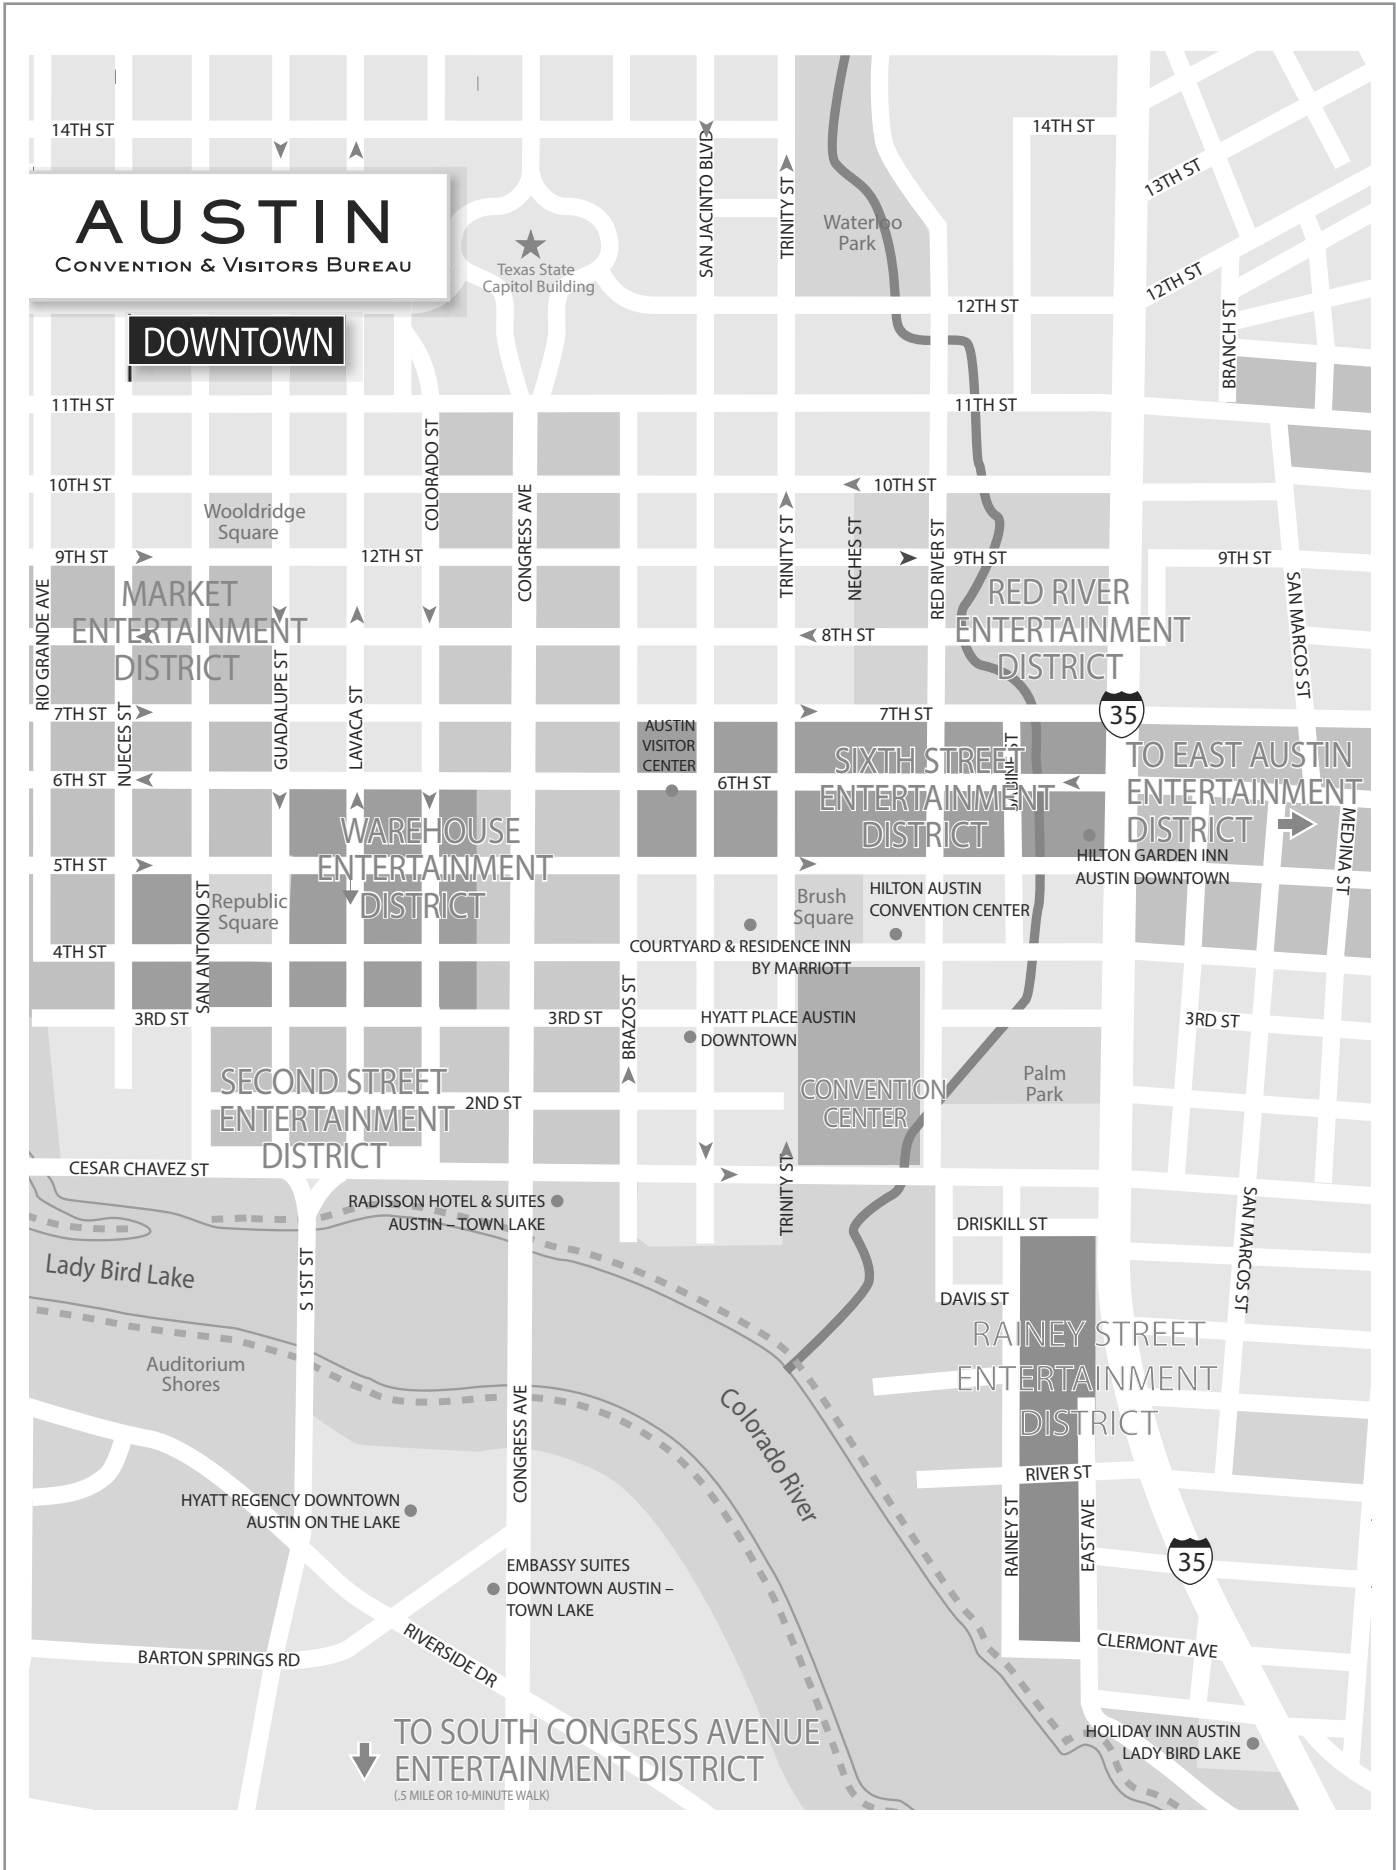 14TH ST
14TH ST
13TH ST
SAN JACINTO BLVD
TRINITY ST
Waterloo
Park
AUSTIN
CONVENTION & VISITORS BUREAU
Texas State
Capitol Building
12TH ST
12TH ST
BRANCH ST
DOWNTOWN
11TH ST
11TH ST
COLORADO ST
10TH ST
10TH ST
CONGRESS AVE
Wooldridge
Square
TRINITY ST
NECHES ST
RED RIVER ST
9TH ST
12TH ST
9TH ST
9TH ST
RIO GRANDE AVE
MARKET
ENTERTAINMENT
DISTRICT
RED RIVER
ENTERTAINMENT
DISTRICT
SAN MARCOS ST
8TH ST
GUADALUPE ST
LAVACA ST
NUECES ST
7TH ST
7TH ST
35
AUSTIN
VISITOR
CENTER
SIXTH STREET
ENTERTAINMENT
DISTRICT
SABINE ST
TO EAST AUSTIN
ENTERTAINMENT
DISTRICT
6TH ST
6TH ST
MEDINA ST
WAREHOUSE
ENTERTAINMENT
DISTRICT
HILTON GARDEN INN
AUSTIN DOWNTOWN
5TH ST
SAN ANTONIO ST
Republic
Square
Brush
Square
HILTON AUSTIN
CONVENTION CENTER
COURTYARD & RESIDENCE INN
BY MARRIOTT
4TH ST
BRAZOS ST
3RD ST
3RD ST
HYATT PLACE AUSTIN
DOWNTOWN
3RD ST
SECOND STREET
ENTERTAINMENT
DISTRICT
2ND ST
CONVENTION
CENTER
Palm
Park
CESAR CHAVEZ ST
TRINITY ST
RADISSON HOTEL & SUITES
AUSTIN – TOWN LAKE
DRISKILL ST
SAN MARCOS ST
Lady Bird Lake
S 1ST ST
DAVIS ST
RAINEY STREET
ENTERTAINMENT
DISTRICT
Auditorium
Shores
CONGRESS AVE
Colorado River
RIVER ST
HYATT REGENCY DOWNTOWN
AUSTIN ON THE LAKE
RAINEY ST
EAST AVE
35
EMBASSY SUITES
DOWNTOWN AUSTIN –
TOWN LAKE
BARTON SPRINGS RD
RIVERSIDE DR
CLERMONT AVE
TO SOUTH CONGRESS AVENUE
ENTERTAINMENT DISTRICT
(.5 MILE OR 10-MINUTE WALK)
HOLIDAY INN AUSTIN
LADY BIRD LAKE